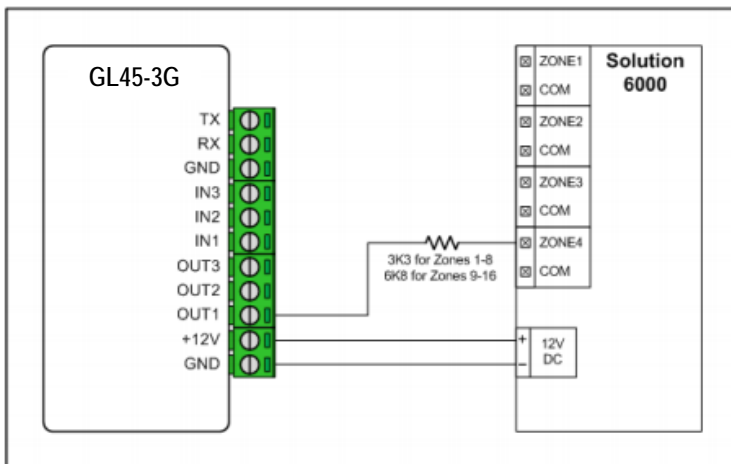 GL45-3G
TX
RX
GND
IN3
IN2
IN1
OUT3
OUT2
OUT1
+12V
GND
3K3 for Zones 1-8
6K8 for Zones 9-16
Solution
6000
ZONE1
COM
ZONE2
COM
ZONE3
COM
ZONE4
COM
+
-
12V
DC